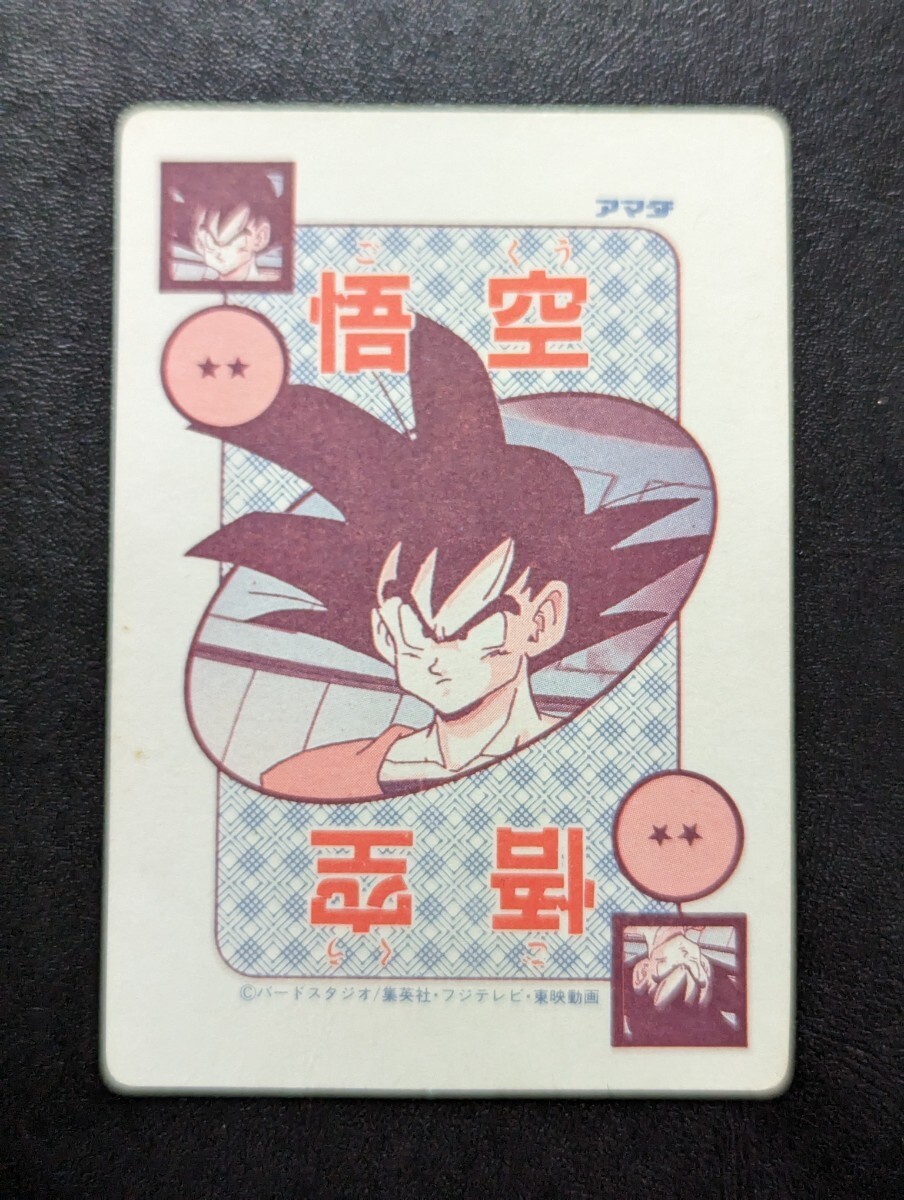 アマダ
ごくう
悟空
悟空
ごくう
©バードスタジオ/集英社・フジテレビ・東映動画